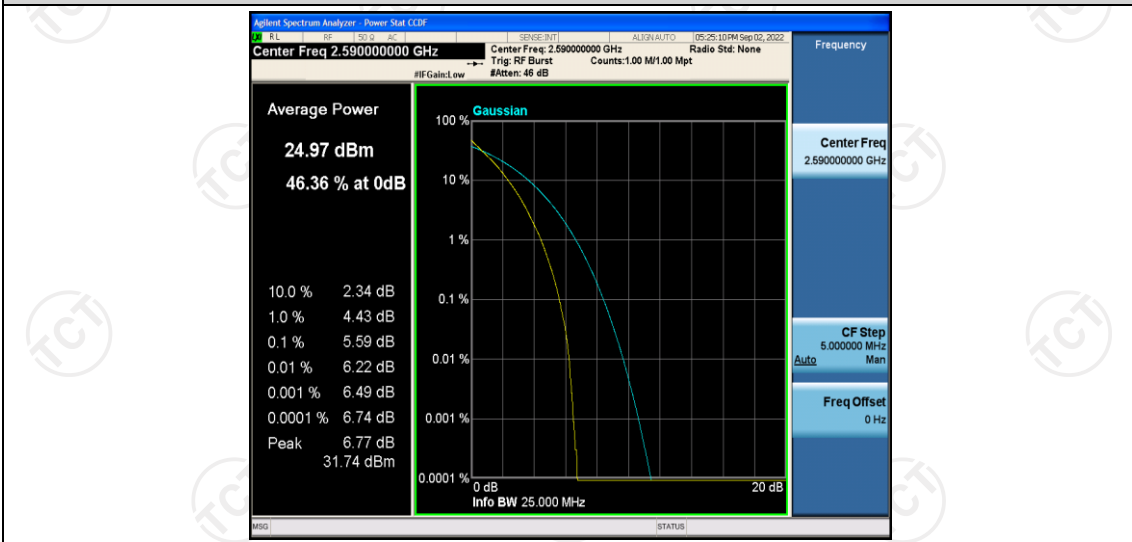 Agilent Spectrum Analyzer - Power Stat CCDF
LXI RL RF 50 Ω AC SENSE:INT ALIGN AUTO 05:25:10 PM Sep 02, 2022
Center Freq 2.590000000 GHz
Center Freq: 2.590000000 GHz Radio Std: None
Trig: RF Burst Counts:1.00 M/1.00 Mpt
#IFGain:Low #Atten: 46 dB
Frequency
Average Power
24.97 dBm
46.36 % at 0dB
10.0 % 2.34 dB
1.0 % 4.43 dB
0.1 % 5.59 dB
0.01 % 6.22 dB
0.001 % 6.49 dB
0.0001 % 6.74 dB
Peak 6.77 dB
31.74 dBm
Gaussian
100 %
10 %
1 %
0.1 %
0.01 %
0.001 %
0.0001 %
0 dB 20 dB
Info BW 25.000 MHz
Center Freq
2.590000000 GHz
CF Step
5.000000 MHz
Auto Man
Freq Offset
0 Hz
MSG STATUS
TCT
TCT
TCT
TCT
TCT
TCT